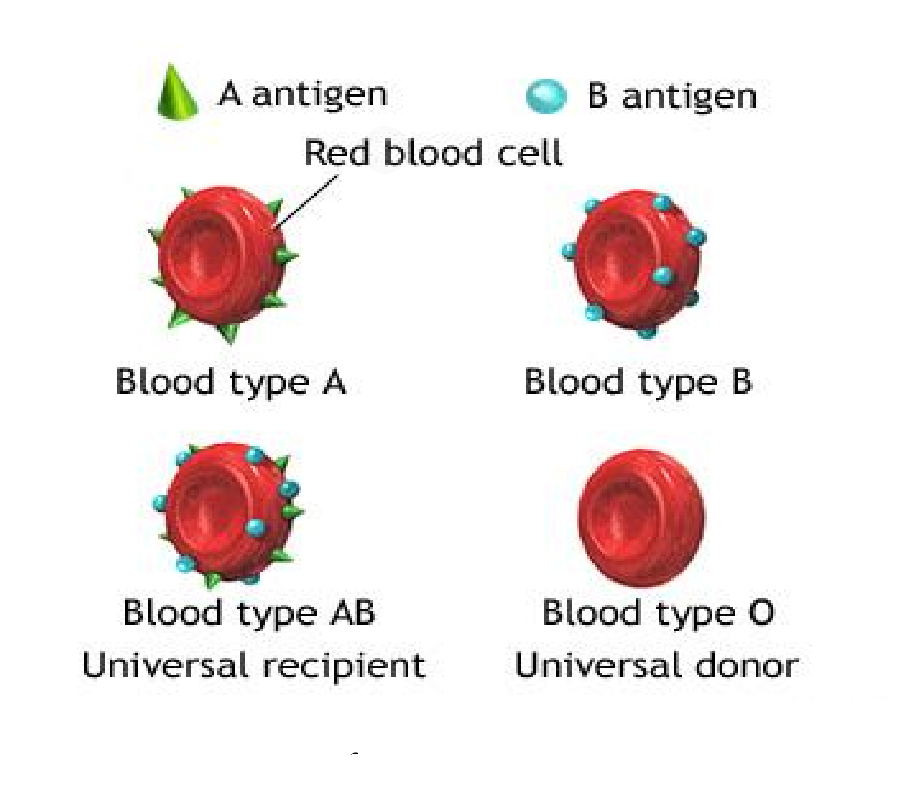 A antigen
B antigen
Red blood cell
Blood type A
Blood type B
Blood type AB
Universal recipient
Blood type O
Universal donor